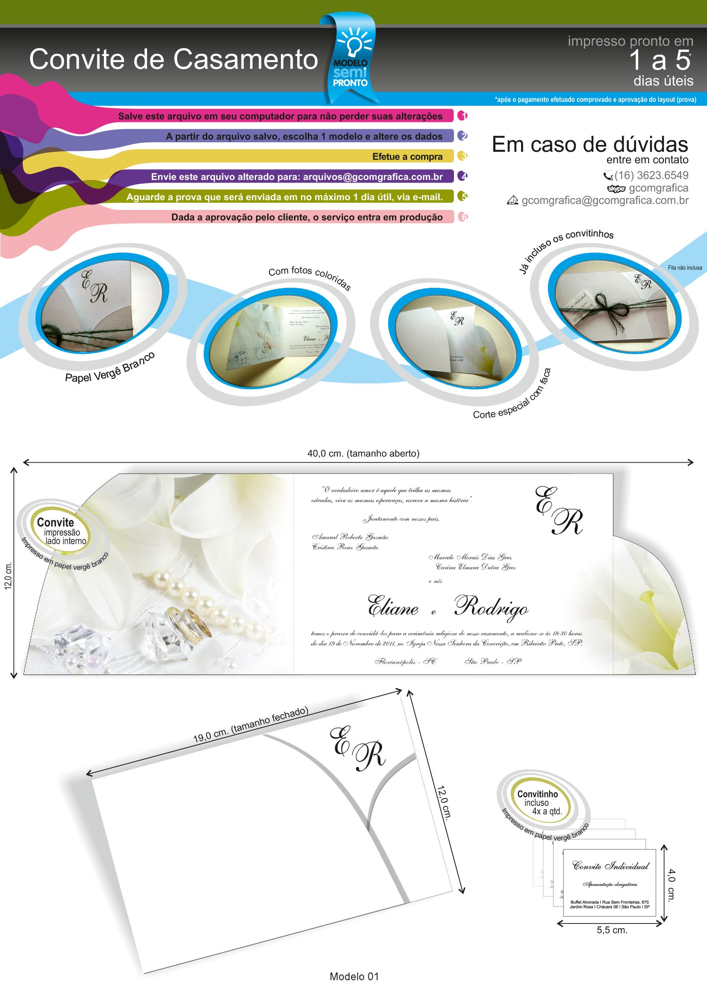 Convite de Casamento
MODELO
semi
PRONTO
impresso pronto em
1 a 5*
dias úteis
*após o pagamento efetuado comprovado e aprovação do layout (prova)
Salve este arquivo em seu computador para não perder suas alterações 1
A partir do arquivo salvo, escolha 1 modelo e altere os dados 2
Efetue a compra 3
Envie este arquivo alterado para: arquivos@gcomgrafica.com.br 4
Aguarde a prova que será enviada em no máximo 1 dia útil, via e-mail. 5
Dada a aprovação pelo cliente, o serviço entra em produção 6
Em caso de dúvidas
entre em contato
(16) 3623.6549
skype gcomgrafica
gcomgrafica@gcomgrafica.com.br
E
R
Papel Vergê Branco
Com fotos coloridas
Elaine
E
R
Corte especial com faca
Já incluso os convitinhos
E
R
Individual
Fita não inclusa
40,0 cm. (tamanho aberto)
12,0 cm.
Convite
impressão
lado interno
Impresso em papel vergê branco
"O verdadeiro amor é aquele que trilha as mesmas
estradas, vive as mesmas esperanças, escreve a mesma história".
Juntamente com nossos pais,
Amaral Roberto Gusmão
Cristina Renz Gusmão
Marcelo Morais Dias Grez
Carina Elmara Dutra Grez
e nós
Eliane e Rodrigo
temos o prazer de convidá-los para a cerimônia religiosa do nosso casamento, a realizar-se às 19:30 horas
do dia 19 de Novembro de 2011, no Igreja Nossa Senhora da Conceição, em Ribeirão Preto, SP.
Florianópolis - SC São Paulo - SP
E
R
19,0 cm. (tamanho fechado)
12,0 cm.
E
R
Convitinho
incluso
4x a qtd.
Impresso em papel vergê branco
Convite Individual
Apresentação obrigatória
Buffet Alvorada I Rua Sem Fronteiras, 675
Jardim Rosa I Chácara 06 I São Paulo I SP
4,0 cm.
5,5 cm.
Modelo 01